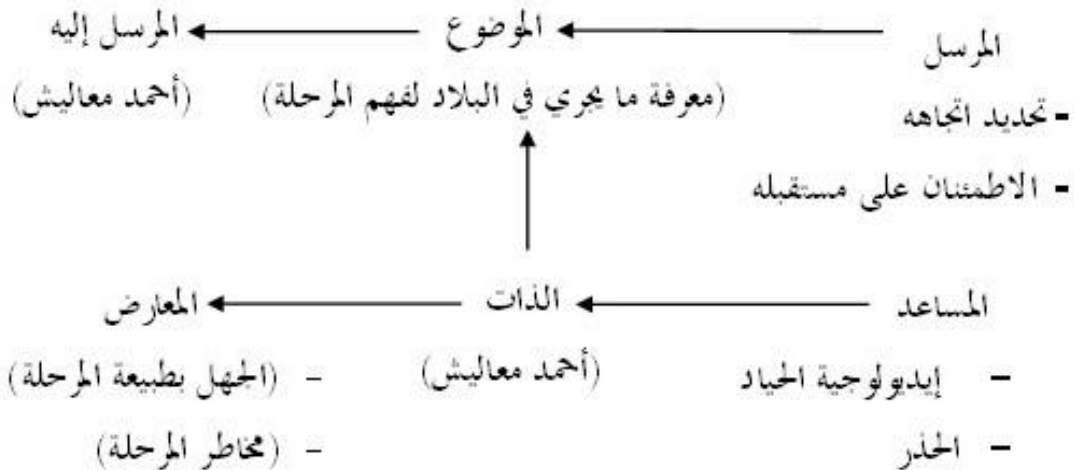 المرسل الموضوع المرسل إليه
(معرفة ما يجري في البلاد لفهم المرحلة) (أحمد معاليش)
- تحديد اتجاهه
- الاطمئنان على مستقبله
المساعد الذات المعارض
- إيديولوجية الحياد (أحمد معاليش) - (الجهل بطبيعة المرحلة)
- الحذر - (مخاطر المرحلة)